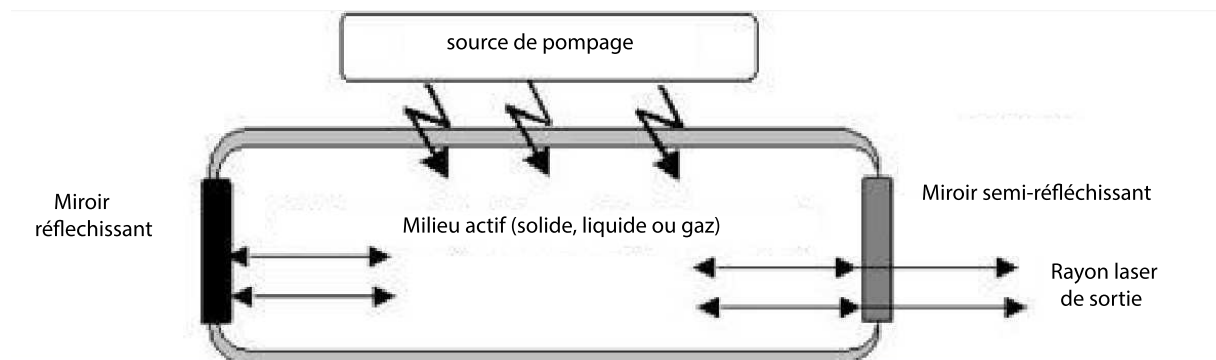 source de pompage
Miroir
réflechissant
Milieu actif (solide, liquide ou gaz)
Miroir semi-réfléchissant
Rayon laser
de sortie